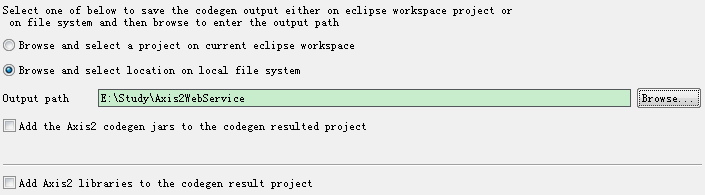 Select one of below to save the codegen output either on eclipse workspace project or
on file system and then browse to enter the output path
Browse and select a project on current eclipse workspace
Browse and select location on local file system
Output path E:\Study\Axis2WebService Browse...
Add the Axis2 codegen jars to the codegen resulted project
Add Axis2 libraries to the codegen result project